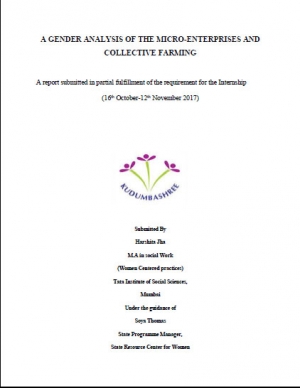 A GENDER ANALYSIS OF THE MICRO-ENTERPRISES AND
COLLECTIVE FARMING
A report submitted in partial fulfillment of the requirement for the Internship
(16th October-12th November 2017)
KUDUMBASHREE
Submitted By
Harshita Jha
M.A in social Work
(Women Centered practices)
Tata Institute of Social Sciences,
Mumbai
Under the guidance of
Soya Thomas
State Programme Manager,
State Resource Center for Women